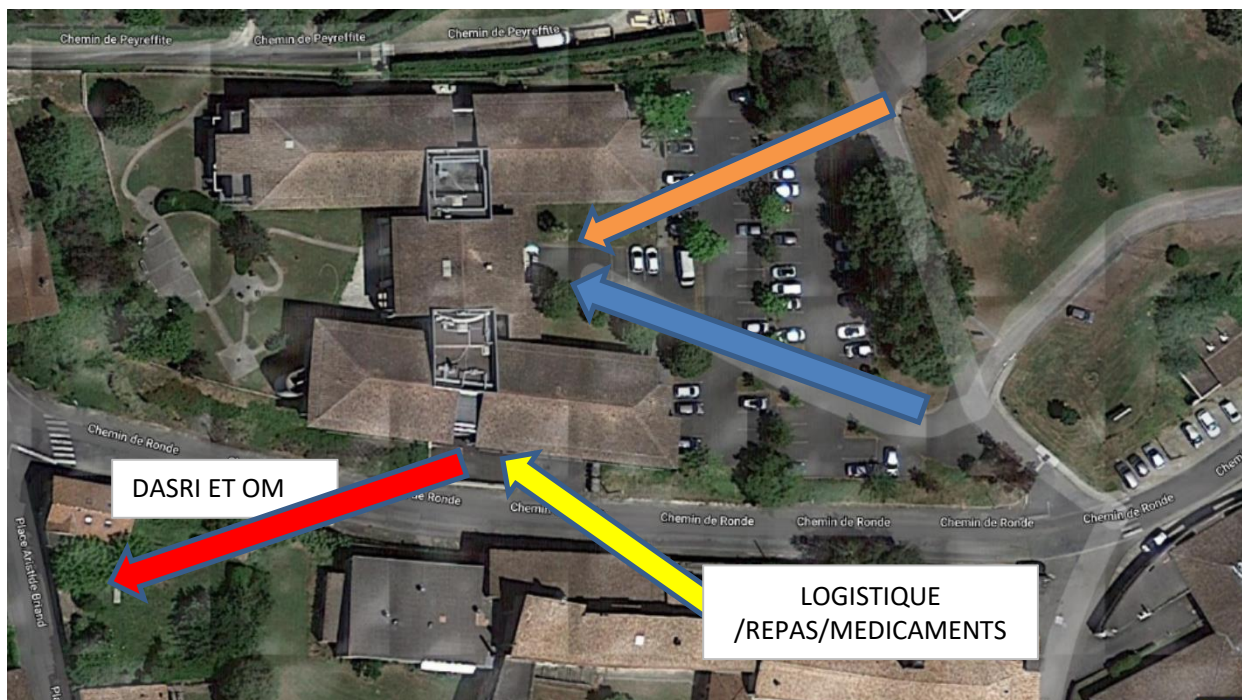 Chemin de Peyreffite
Chemin de Peyreffite
Chemin de Peyreffite
Chemin de Ronde
DASRI ET OM
de Ronde
Chemin
Chemin de Ronde
Chemin de Ronde
Chemin de Ronde
Chemin de Ronde
Place Aristide Briand
LOGISTIQUE
/REPAS/MEDICAMENTS